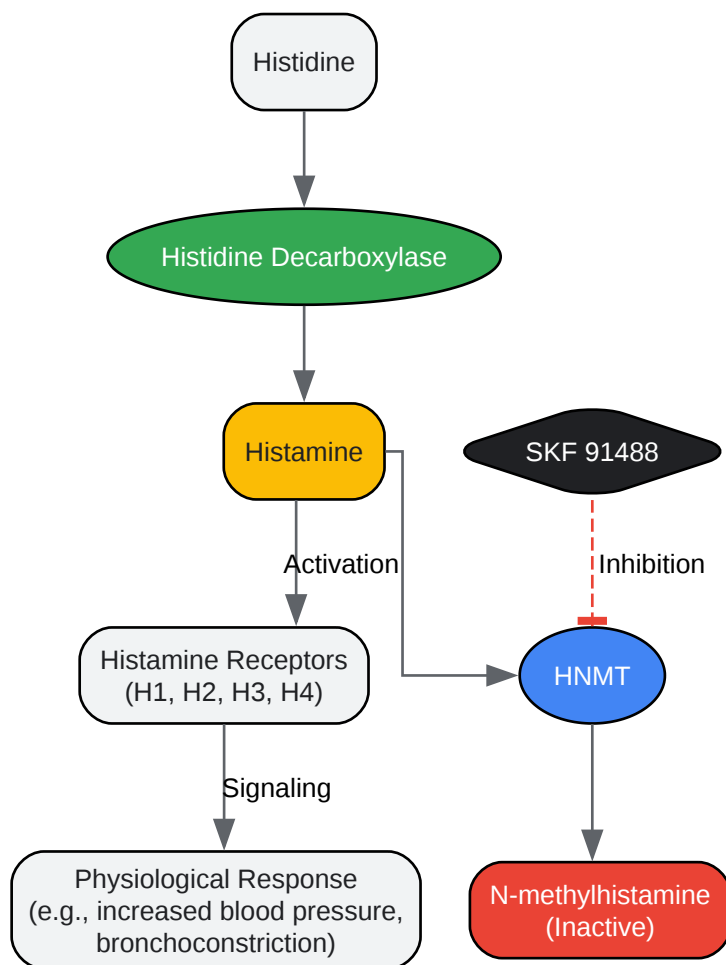 Histidine
Histidine Decarboxylase
Histamine
SKF 91488
Activation
Inhibition
Histamine Receptors
(H1, H2, H3, H4)
HNMT
Signaling
Physiological Response
(e.g., increased blood pressure,
bronchoconstriction)
N-methylhistamine
(Inactive)